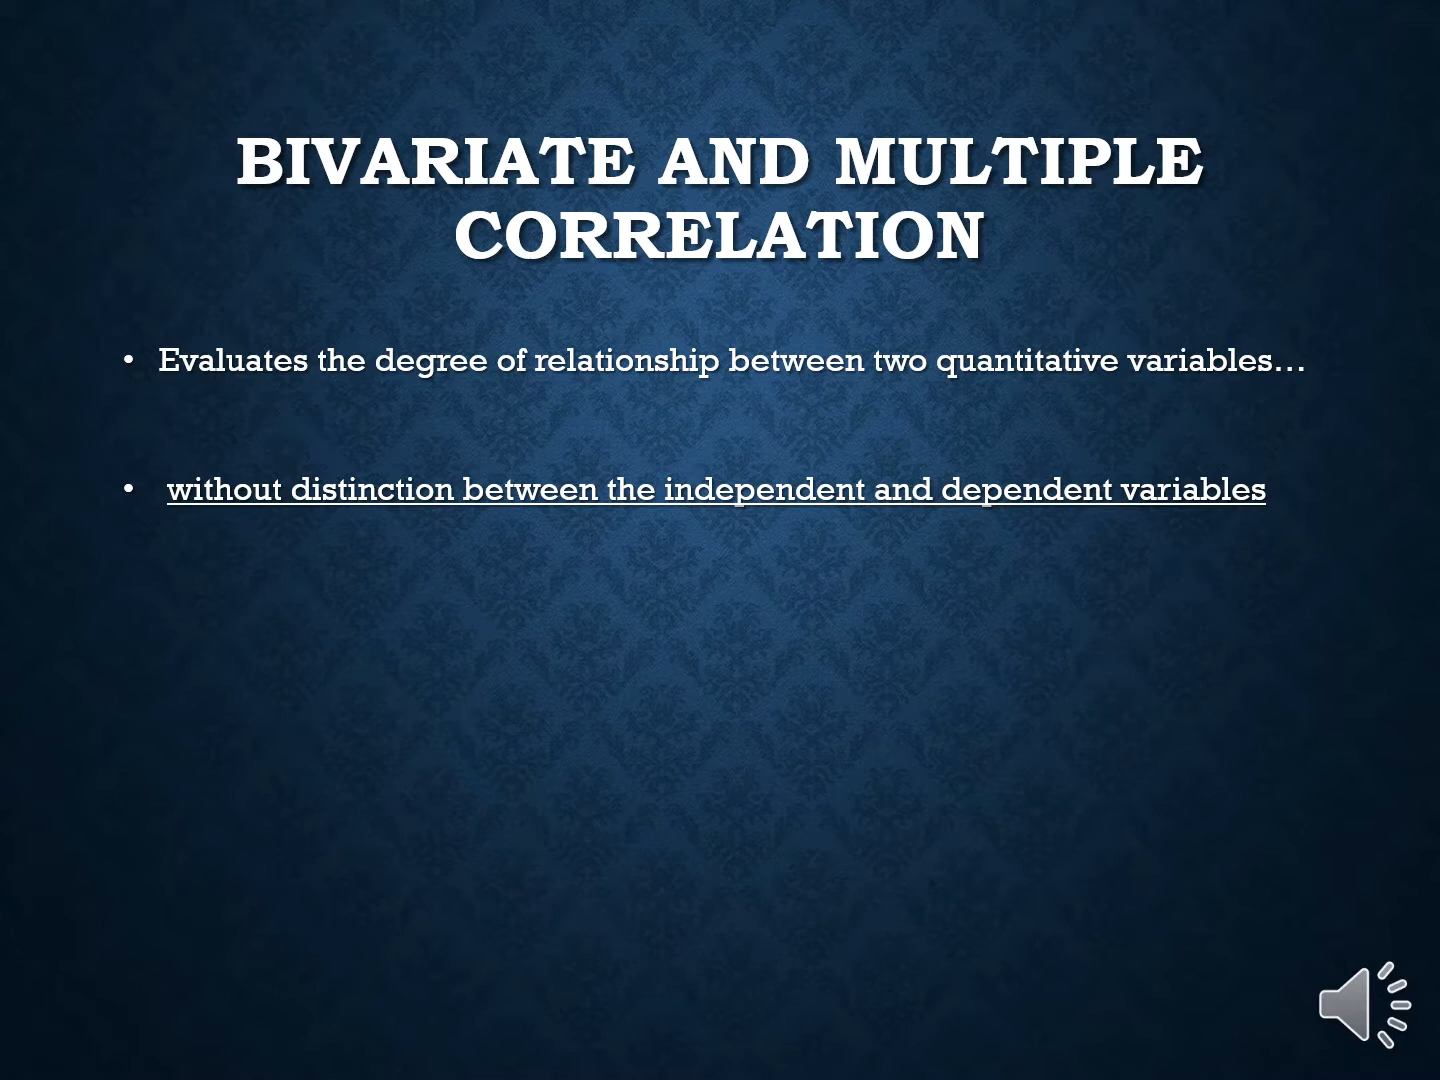 BIVARIATE AND MULTIPLE
CORRELATION
• Evaluates the degree of relationship between two quantitative variables…
• without distinction between the independent and dependent variables